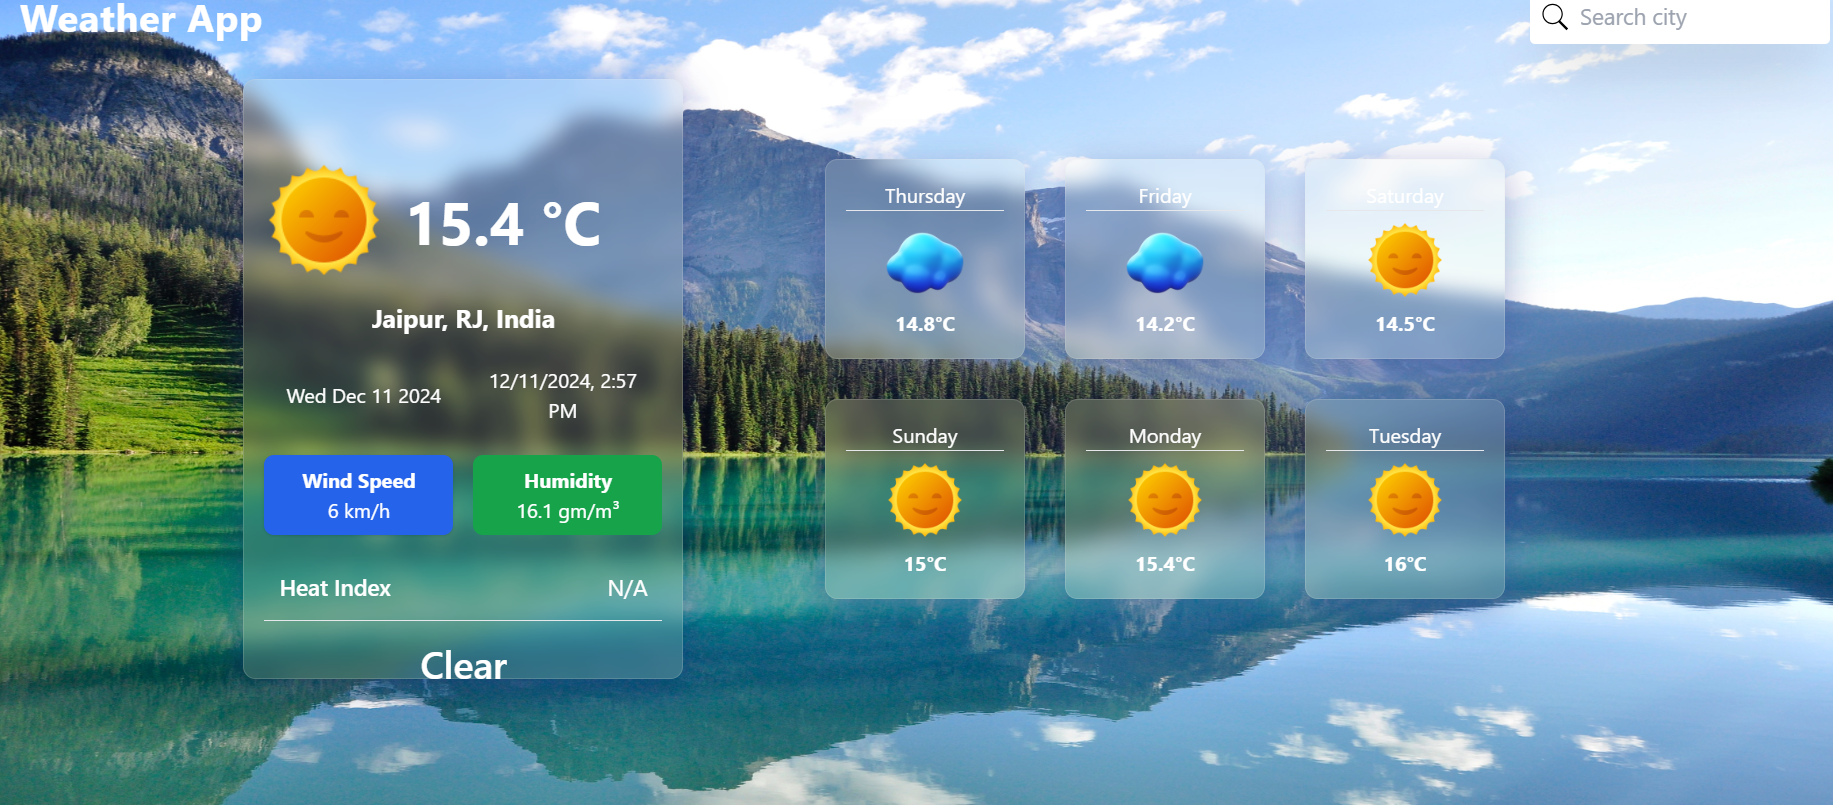 Weather App
Search city
15.4 °C
Jaipur, RJ, India
Wed Dec 11 2024
12/11/2024, 2:57
PM
Wind Speed
6 km/h
Humidity
16.1 gm/m³
Heat Index
N/A
Clear
Thursday
14.8°C
Friday
14.2°C
Saturday
14.5°C
Sunday
15°C
Monday
15.4°C
Tuesday
16°C